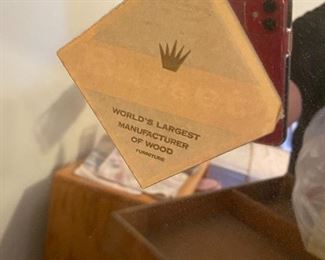 WORLD'S LARGEST
MANUFACTURER
OF WOOD
FURNITURE